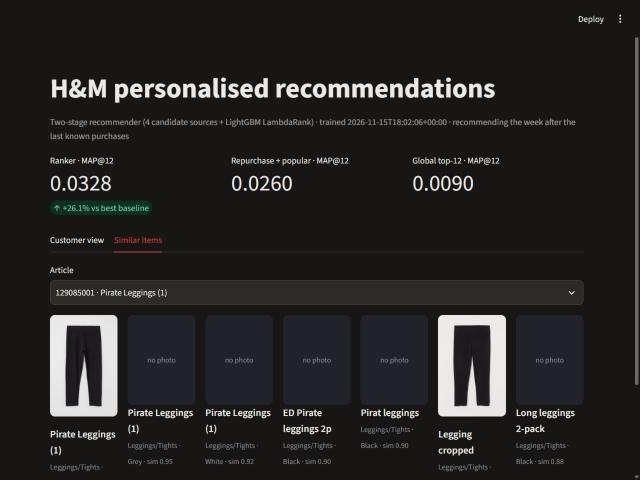 Deploy
H&M personalised recommendations
Two-stage recommender (4 candidate sources + LightGBM LambdaRank) · trained 2026-11-15T18:02:06+00:00 · recommending the week after the
last known purchases
Ranker · MAP@12
0.0328
↑ +26.1% vs best baseline
Repurchase + popular · MAP@12
0.0260
Global top-12 · MAP@12
0.0090
Customer view
Similar items
Article
129085001 · Pirate Leggings (1)
Pirate Leggings
(1)
Leggings/Tights ·
no photo
Pirate Leggings
(1)
Leggings/Tights ·
Grey · sim 0.95
no photo
Pirate Leggings
(1)
Leggings/Tights ·
White · sim 0.92
no photo
ED Pirate
leggings 2p
Leggings/Tights ·
Black · sim 0.90
no photo
Pirat leggings
Leggings/Tights ·
Black · sim 0.90
Legging
cropped
Leggings/Tights ·
no photo
Long leggings
2-pack
Leggings/Tights ·
Black · sim 0.88